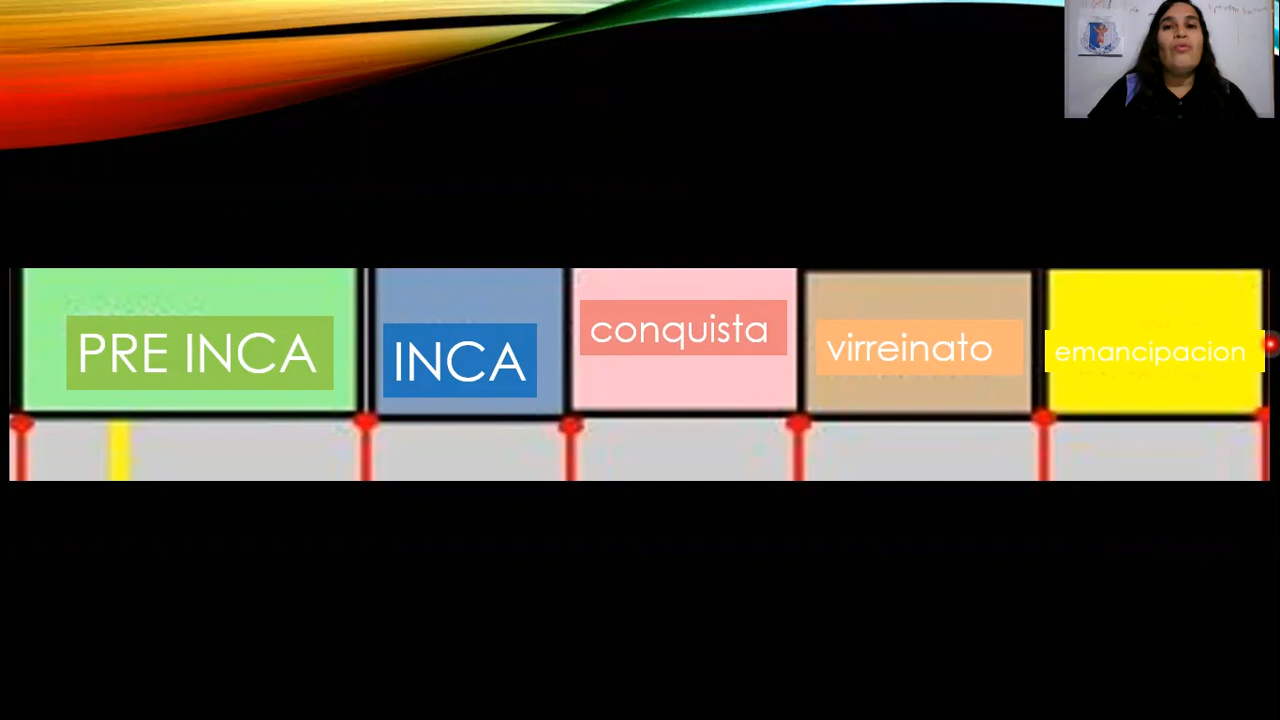 PRE INCA
INCA
conquista
virreinato
emancipacion